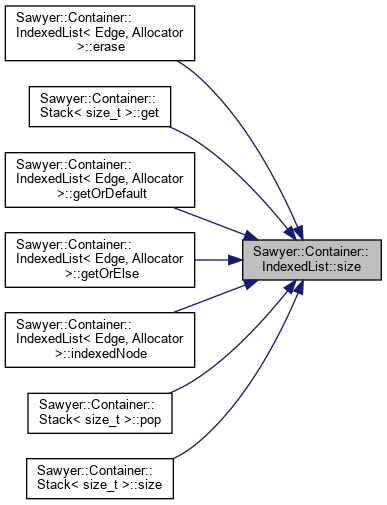 Sawyer::Container::
IndexedList< Edge, Allocator
>::erase
Sawyer::Container::
Stack< size_t >::get
Sawyer::Container::
IndexedList< Edge, Allocator
>::getOrDefault
Sawyer::Container::
IndexedList< Edge, Allocator
>::getOrElse
Sawyer::Container::
IndexedList< Edge, Allocator
>::indexedNode
Sawyer::Container::
Stack< size_t >::pop
Sawyer::Container::
Stack< size_t >::size
Sawyer::Container::
IndexedList::size